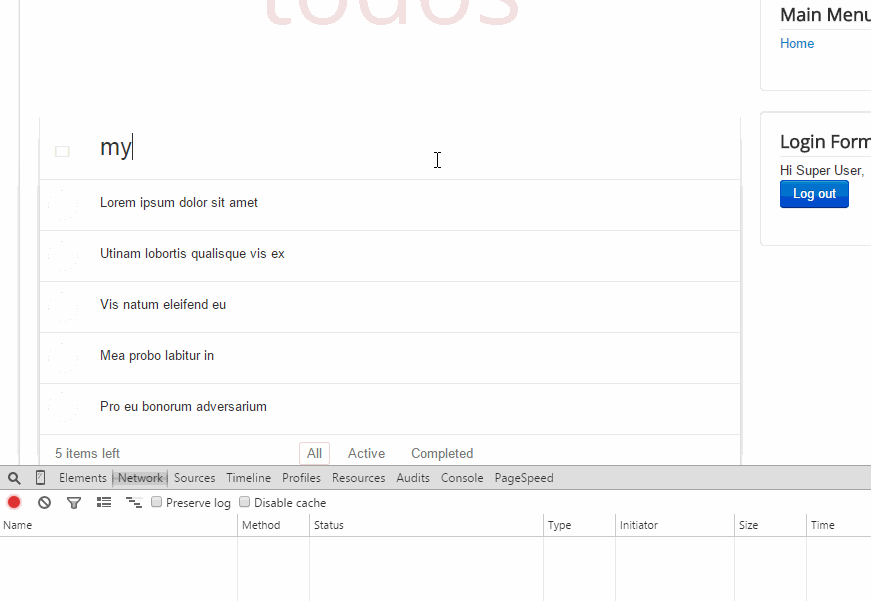 todos
Main Menu
Home
my
Login Form
Hi Super User,
Log out
Lorem ipsum dolor sit amet
Utinam lobortis qualisque vis ex
Vis natum eleifend eu
Mea probo labitur in
Pro eu bonorum adversarium
5 items left All Active Completed
Elements Network Sources Timeline Profiles Resources Audits Console PageSpeed
Preserve log Disable cache
Name Method Status Type Initiator Size Time